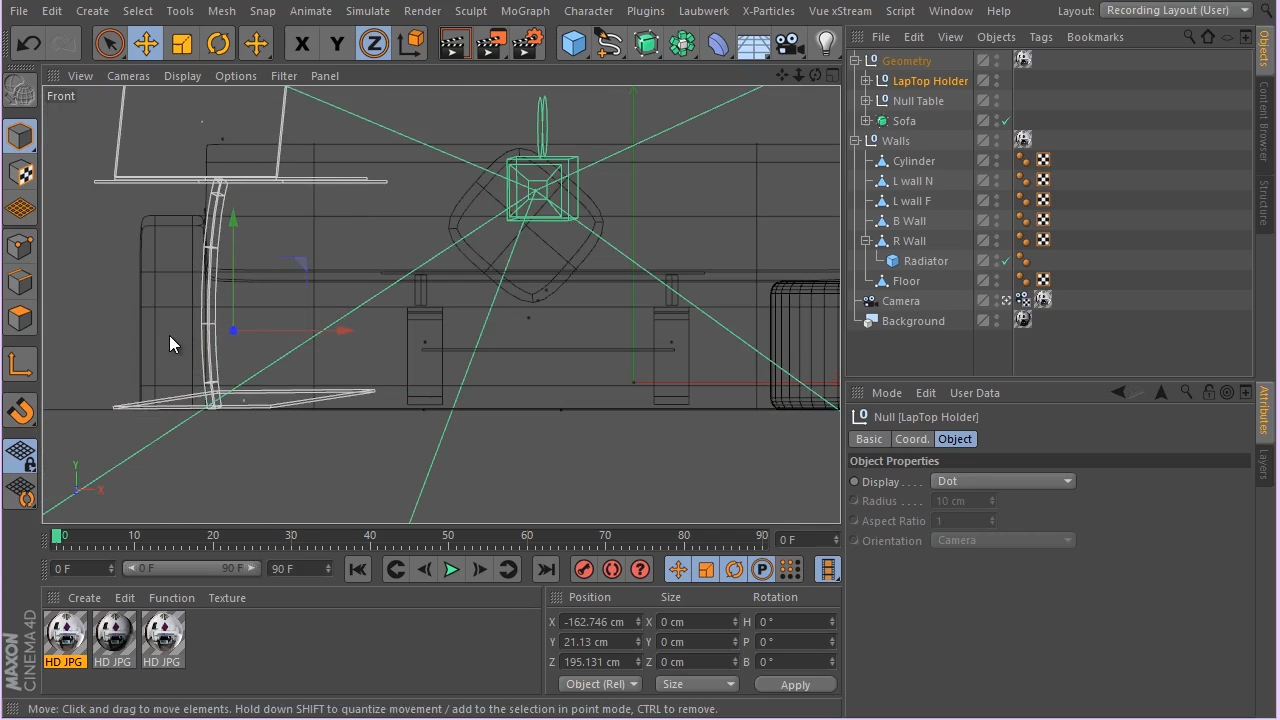 File Edit Create Select Tools Mesh Snap Animate Simulate Render Sculpt MoGraph Character Plugins Laubwerk X-Particles Vue xStream Script Window Help Layout: Recording Layout (User)
X Y Z
File Edit View Objects Tags Bookmarks
View Cameras Display Options Filter Panel
Front
Geometry
LapTop Holder
Null Table
Sofa
Walls
Cylinder
L wall N
L wall F
B Wall
R Wall
Radiator
Floor
Camera
Background
Objects
Content Browser
Structure
Mode Edit User Data
Null [LapTop Holder]
Basic Coord. Object
Object Properties
Display . . . . Dot
Radius . . . . 10 cm
Aspect Ratio 1
Orientation Camera
Attributes
Layers
Y
X
0 10 20 30 40 50 60 70 80 90 0 F
0 F 0 F 90 F 90 F
P
Create Edit Function Texture
HD JPG HD JPG HD JPG
Position Size Rotation
X -162.746 cm X 0 cm H 0 °
Y 21.13 cm Y 0 cm P 0 °
Z 195.131 cm Z 0 cm B 0 °
Object (Rel) Size Apply
MAXON
CINEMA 4D
Move: Click and drag to move elements. Hold down SHIFT to quantize movement / add to the selection in point mode, CTRL to remove.